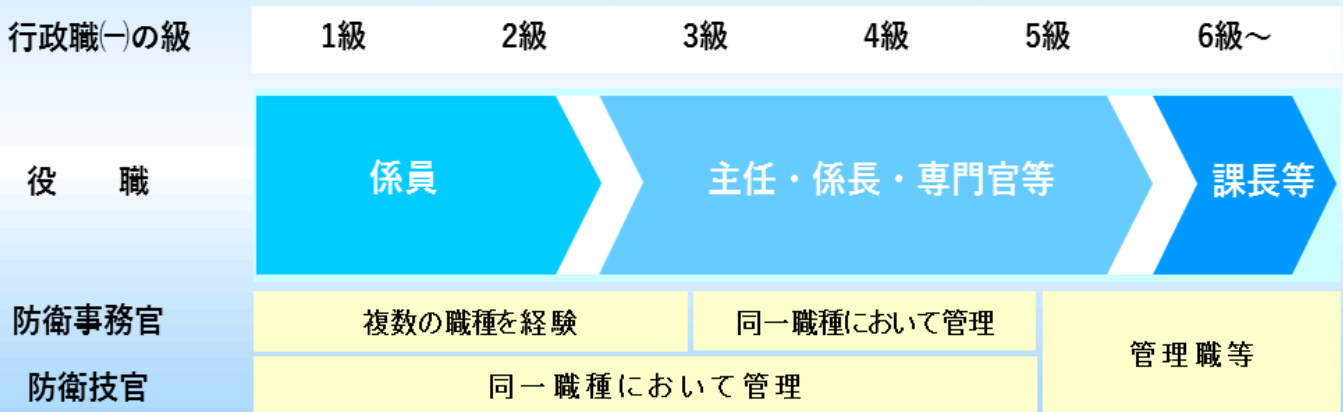 行政職㈠の級 1級 2級 3級 4級 5級 6級～
役 職 係員 主任・係長・専門官等 課長等
防衛事務官 複数の職種を経験 同一職種において管理
管理職等
防衛技官 同一職種において管理